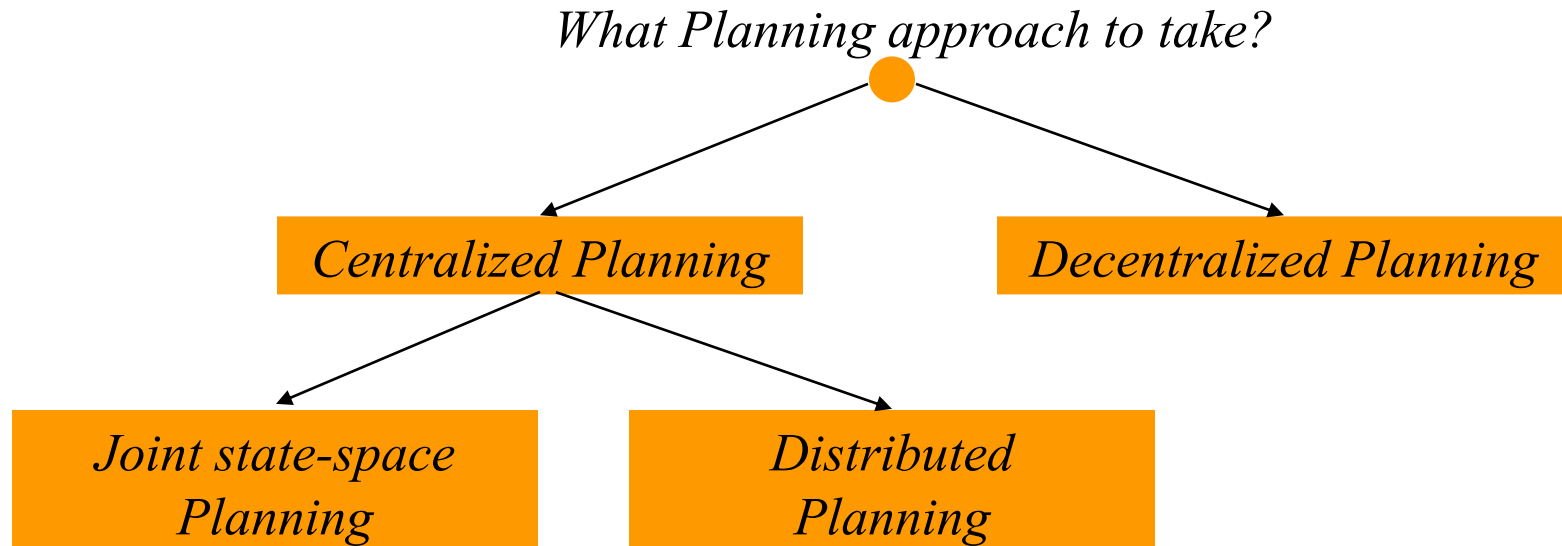 What Planning approach to take?
Centralized Planning
Decentralized Planning
Joint state-space
Planning
Distributed
Planning